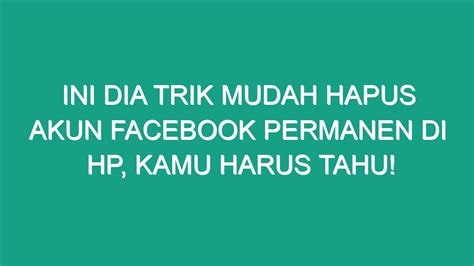 INI DIA TRIK MUDAH HAPUS
AKUN FACEBOOK PERMANEN DI
HP, KAMU HARUS TAHU!